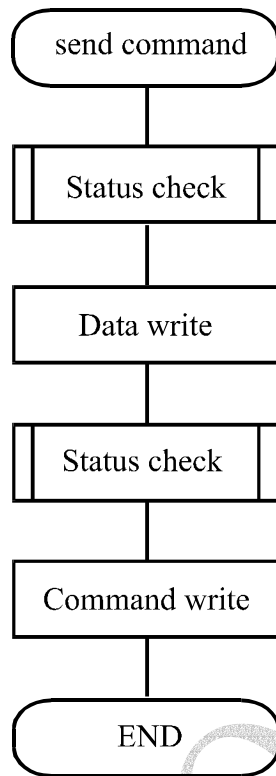 send command
Status check
Data write
Status check
Command write
END